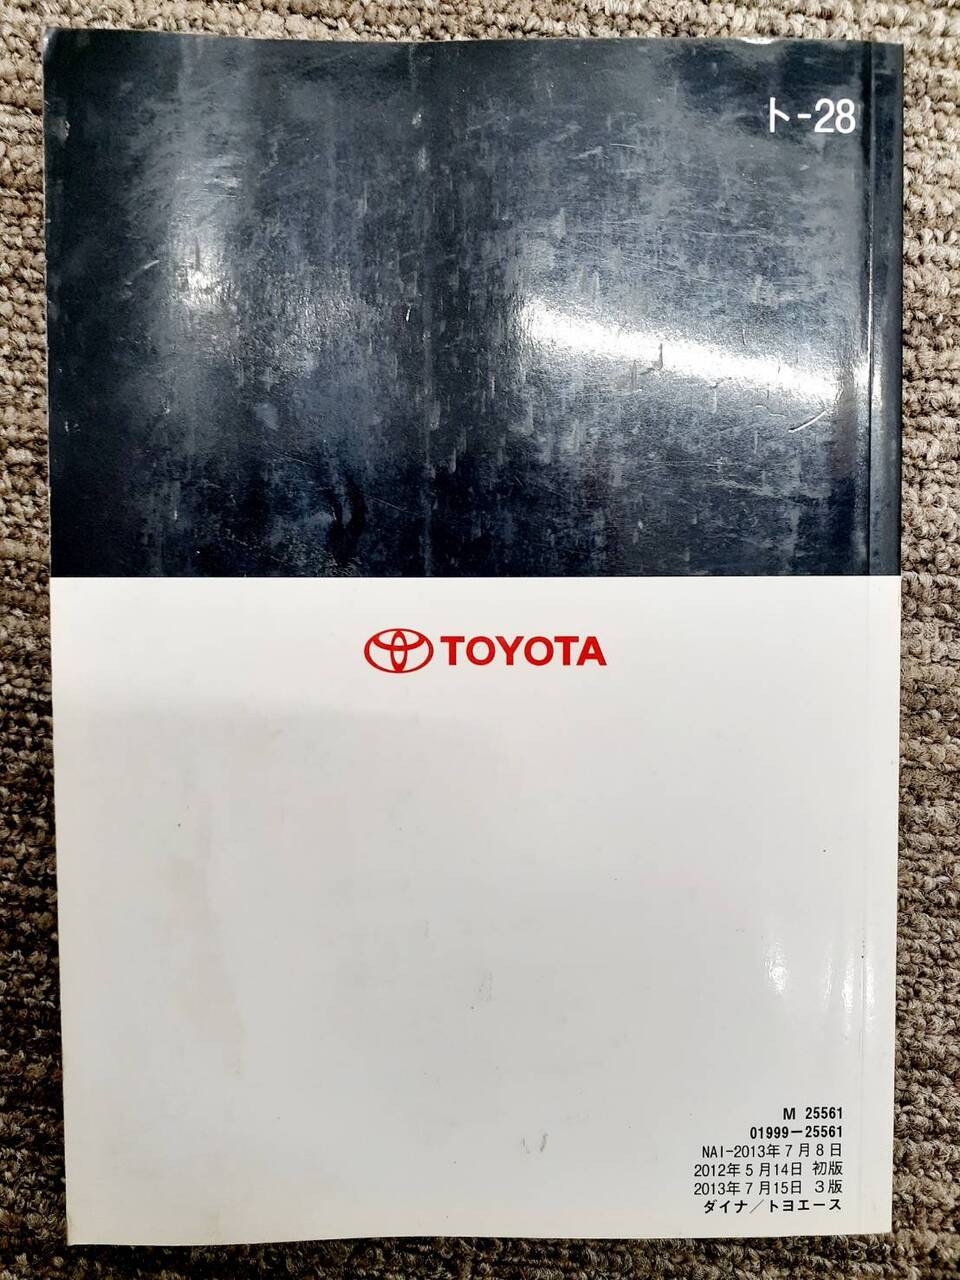 ト-28
TOYOTA
M 25561
01999-25561
NAI-2013年7月8日
2012年5月14日 初版
2013年7月15日 3版
ダイナ/トヨエース